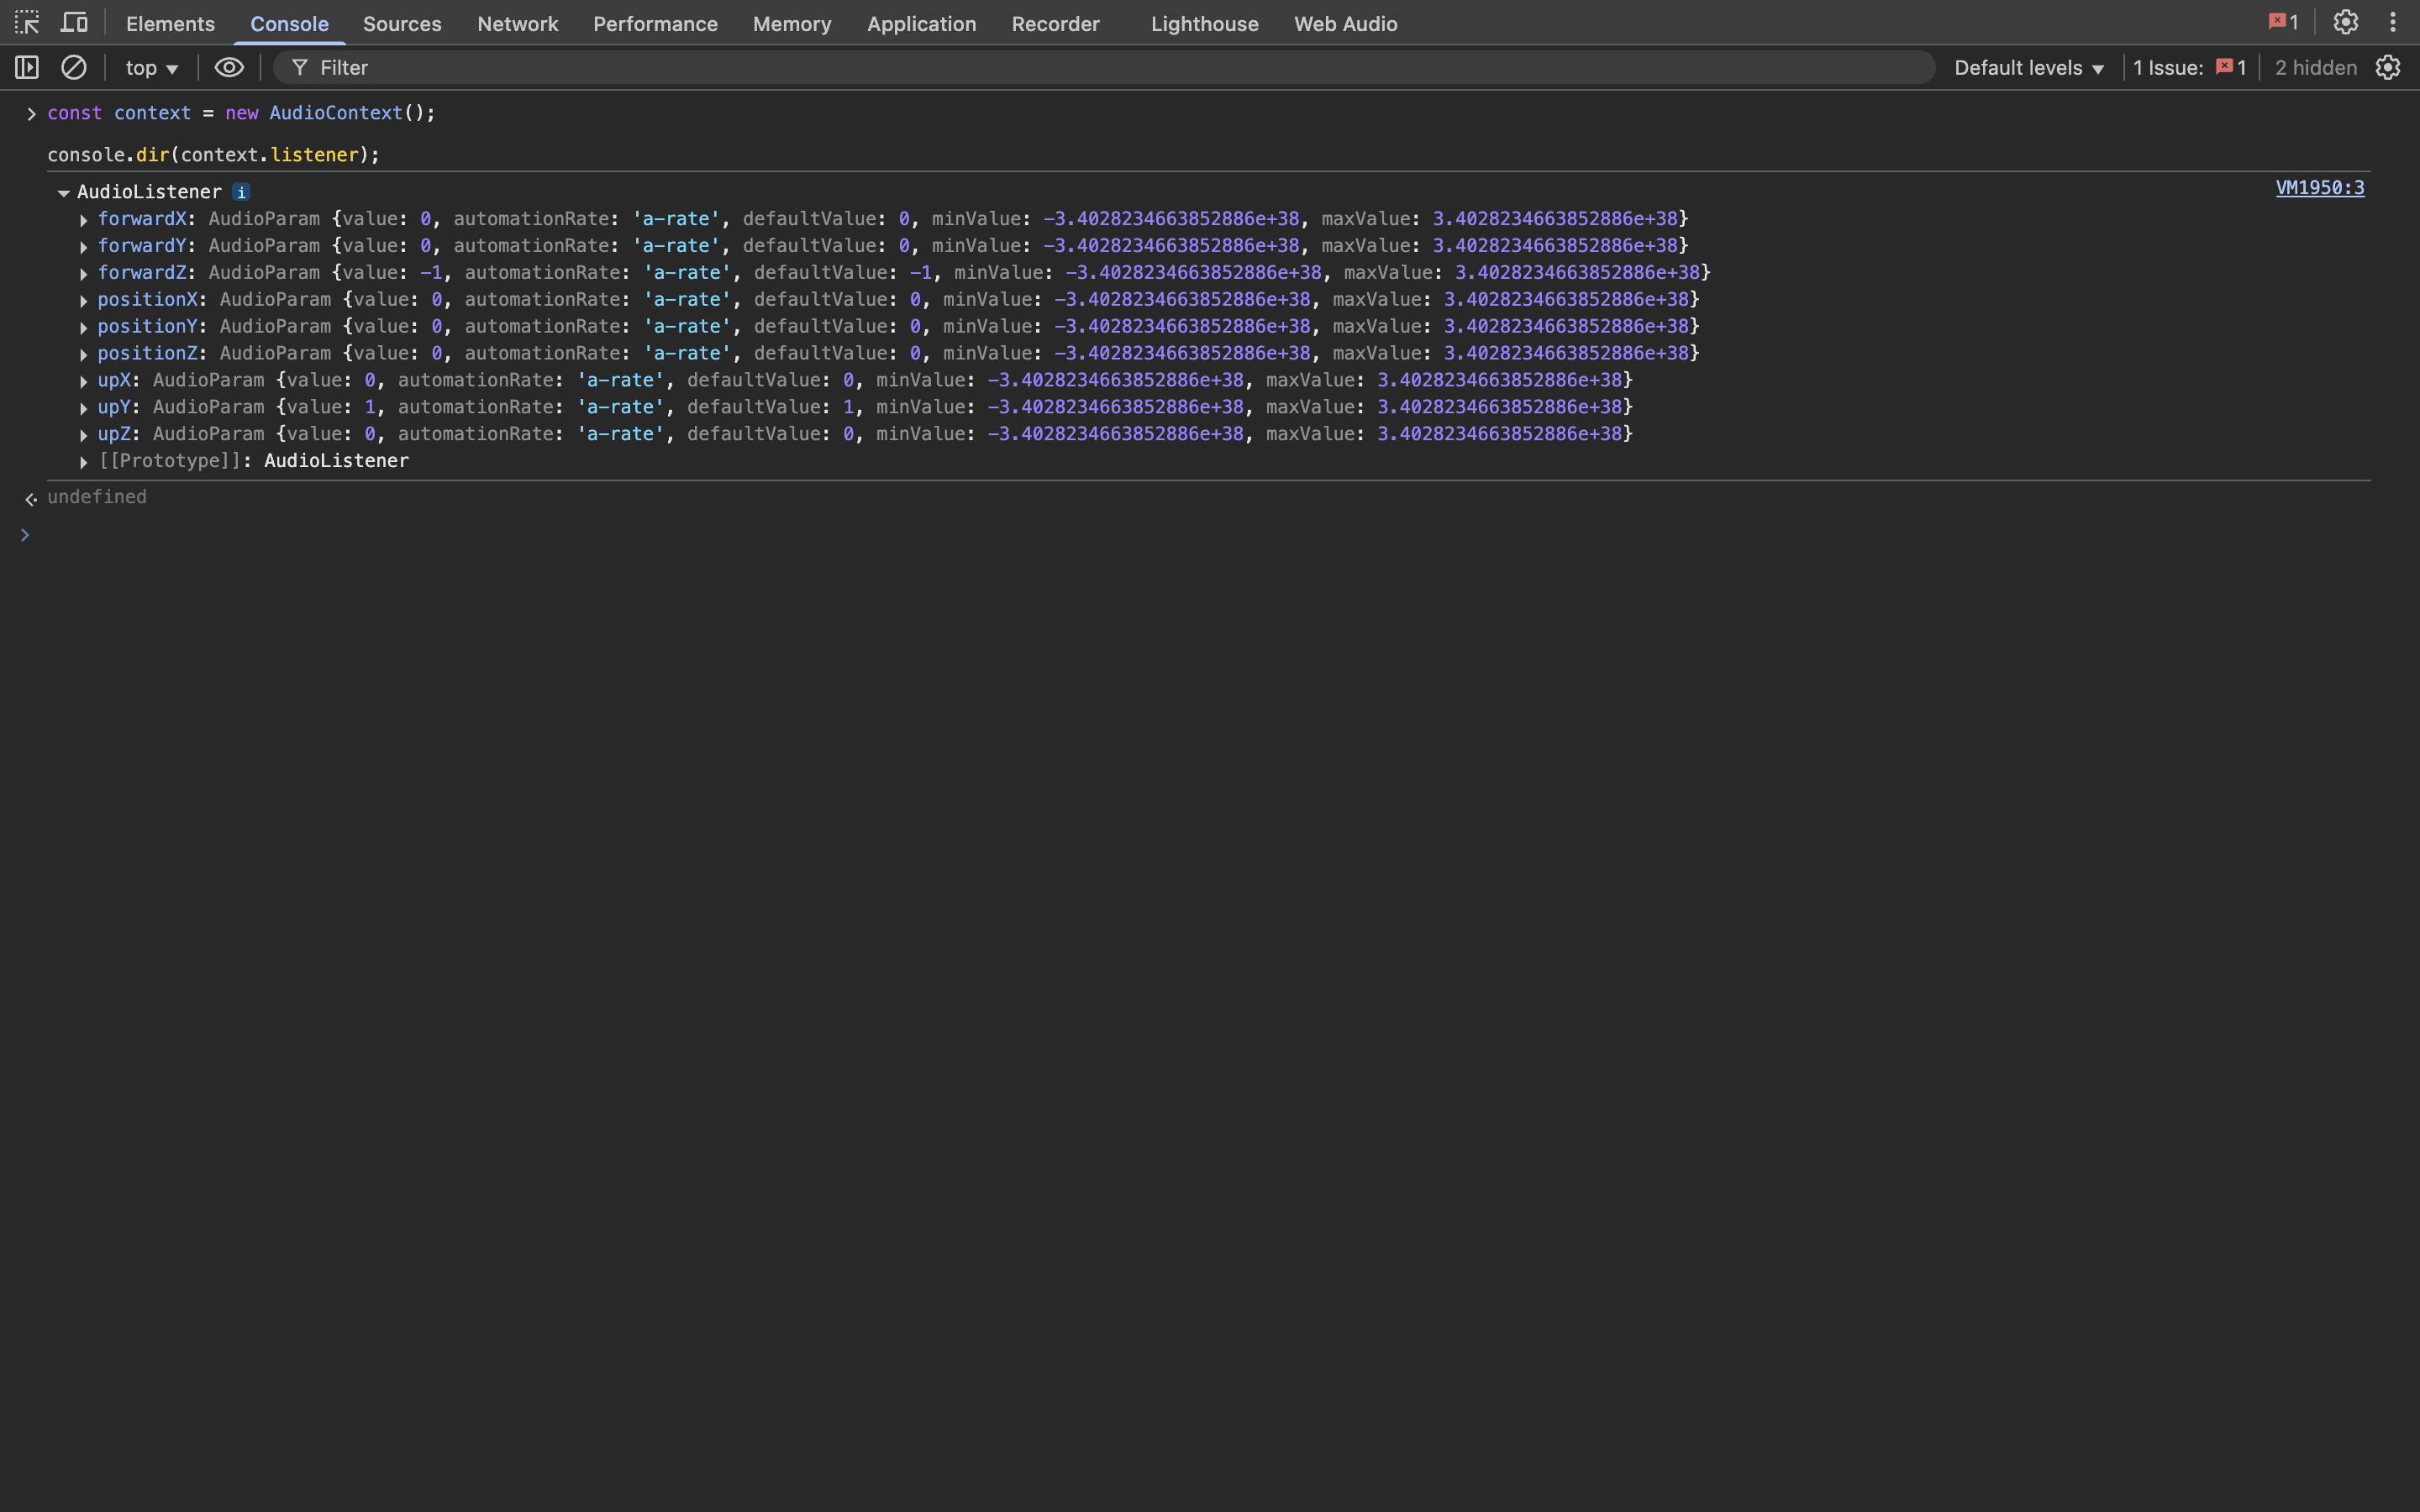 Elements Console Sources Network Performance Memory Application Recorder Lighthouse Web Audio 1
top Filter Default levels 1 Issue: 1 2 hidden
const context = new AudioContext();
console.dir(context.listener);
AudioListener i VM1950:3
forwardX: AudioParam {value: 0, automationRate: 'a-rate', defaultValue: 0, minValue: -3.4028234663852886e+38, maxValue: 3.4028234663852886e+38}
forwardY: AudioParam {value: 0, automationRate: 'a-rate', defaultValue: 0, minValue: -3.4028234663852886e+38, maxValue: 3.4028234663852886e+38}
forwardZ: AudioParam {value: -1, automationRate: 'a-rate', defaultValue: -1, minValue: -3.4028234663852886e+38, maxValue: 3.4028234663852886e+38}
positionX: AudioParam {value: 0, automationRate: 'a-rate', defaultValue: 0, minValue: -3.4028234663852886e+38, maxValue: 3.4028234663852886e+38}
positionY: AudioParam {value: 0, automationRate: 'a-rate', defaultValue: 0, minValue: -3.4028234663852886e+38, maxValue: 3.4028234663852886e+38}
positionZ: AudioParam {value: 0, automationRate: 'a-rate', defaultValue: 0, minValue: -3.4028234663852886e+38, maxValue: 3.4028234663852886e+38}
upX: AudioParam {value: 0, automationRate: 'a-rate', defaultValue: 0, minValue: -3.4028234663852886e+38, maxValue: 3.4028234663852886e+38}
upY: AudioParam {value: 1, automationRate: 'a-rate', defaultValue: 1, minValue: -3.4028234663852886e+38, maxValue: 3.4028234663852886e+38}
upZ: AudioParam {value: 0, automationRate: 'a-rate', defaultValue: 0, minValue: -3.4028234663852886e+38, maxValue: 3.4028234663852886e+38}
[[Prototype]]: AudioListener
undefined